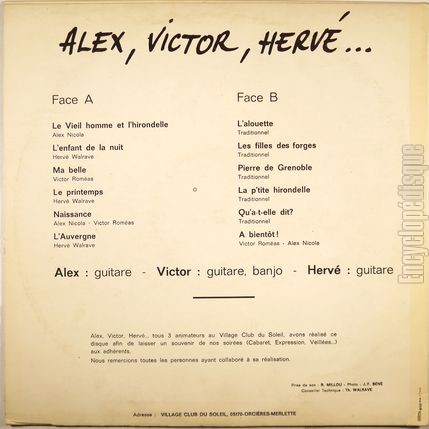 ALEX, VICTOR, HERVÉ...
Face A
Le Vieil homme et l'hirondelle
Alex Nicola
L'enfant de la nuit
Hervé Walrave
Ma belle
Victor Roméas
Le printemps
Hervé Walrave
Naissance
Alex Nicola - Victor Roméas
L'Auvergne
Hervé Walrave
Face B
L'alouette
Traditionnel
Les filles des forges
Traditionnel
Pierre de Grenoble
Traditionnel
La p'tite hirondelle
Traditionnel
Qu'a-t-elle dit?
Traditionnel
A bientôt!
Victor Roméas - Alex Nicola
Alex : guitare - Victor : guitare, banjo - Hervé : guitare
Alex, Victor, Hervé... tous 3 animateurs au Village Club du Soleil, avons réalisé ce
disque afin de laisser un souvenir de nos soirées (Cabaret, Expression, Veillées...)
aux adhérents.
Nous remercions toutes les personnes ayant collaboré à sa réalisation.
Prise de son : R. MILLOU - Photo : J.F. BÉNÉ
Conseiller Technique : Th. WALRAVE
Adresse : VILLAGE CLUB DU SOLEIL, 05170-ORCIÈRES-MERLETTE
Encyclopédisque